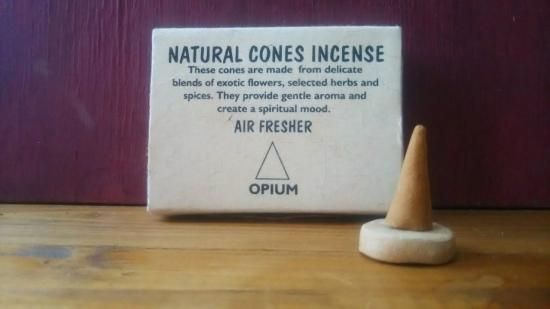 NATURAL CONES INCENSE
These cones are made from delicate
blends of exotic flowers, selected herbs and
spices. They provide gentle aroma and
create a spiritual mood.
AIR FRESHER
OPIUM